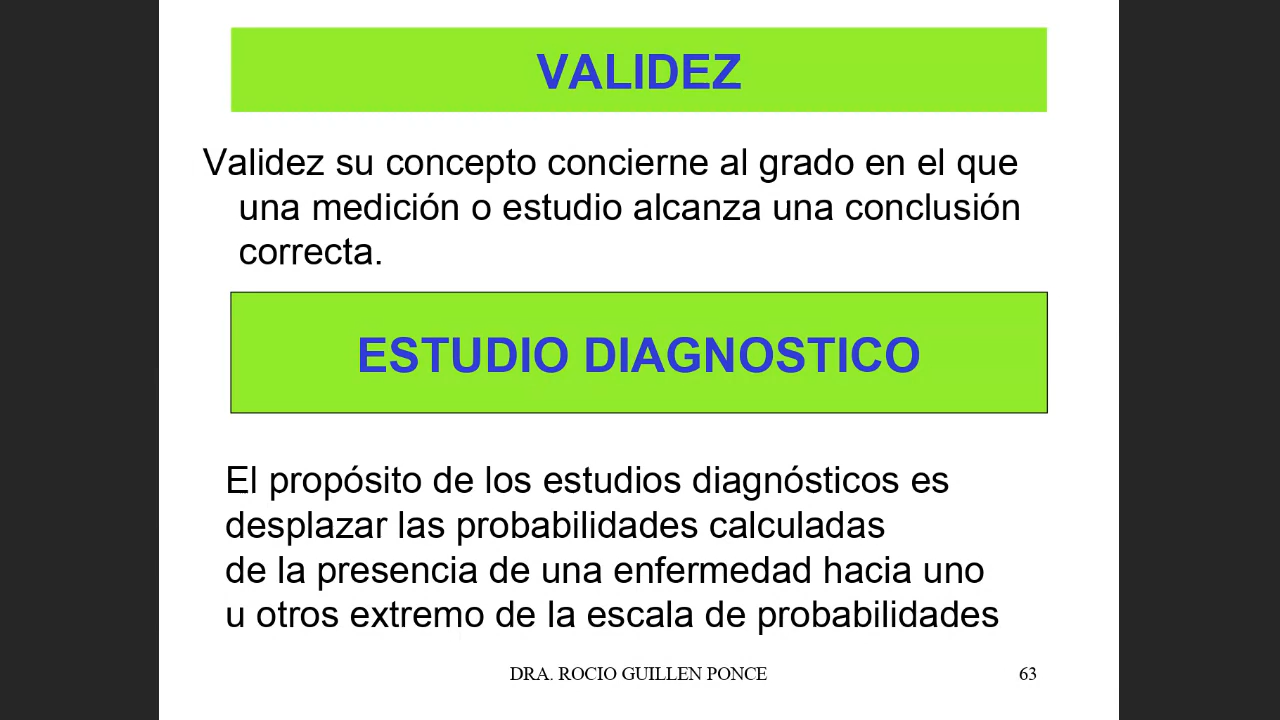 VALIDEZ
Validez su concepto concierne al grado en el que
una medición o estudio alcanza una conclusión
correcta.
ESTUDIO DIAGNOSTICO
El propósito de los estudios diagnósticos es
desplazar las probabilidades calculadas
de la presencia de una enfermedad hacia uno
u otros extremo de la escala de probabilidades
DRA. ROCIO GUILLEN PONCE
63